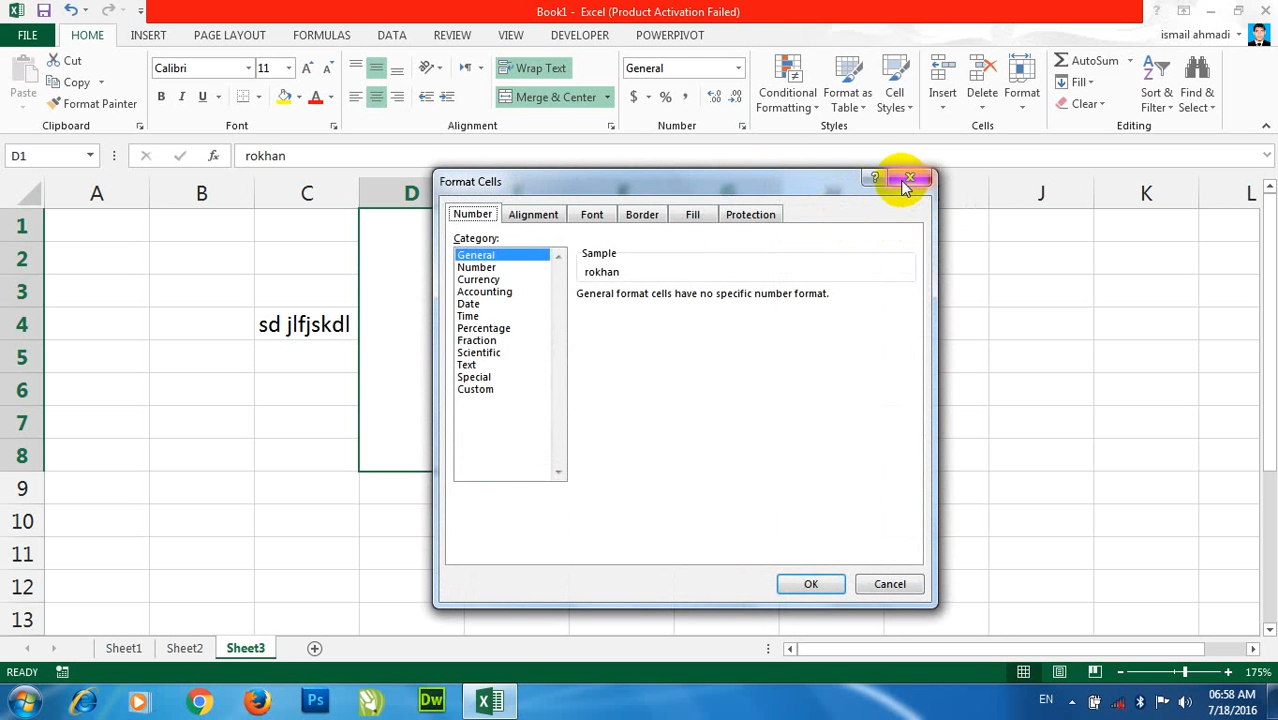 Book1 - Excel (Product Activation Failed)
FILE HOME INSERT PAGE LAYOUT FORMULAS DATA REVIEW VIEW DEVELOPER POWERPIVOT ismail ahmadi
Paste Cut Copy Format Painter
Clipboard
Calibri 11
B I U A
Font
Wrap Text
Merge & Center
Alignment
General
$ % ,
Number
Conditional Formatting
Format as Table
Cell Styles
Styles
Insert Delete Format
Cells
AutoSum
Fill
Clear
Sort & Filter
Find & Select
Editing
D1 fx rokhan
A B C D J K L
1
2
3
4 sd jlfjskdl
5
6
7
8
9
10
11
12
13
Format Cells
Number Alignment Font Border Fill Protection
Category:
General
Number
Currency
Accounting
Date
Time
Percentage
Fraction
Scientific
Text
Special
Custom
Sample
rokhan
General format cells have no specific number format.
OK Cancel
Sheet1 Sheet2 Sheet3
READY 175%
Ps Dw EN 06:58 AM
7/18/2016